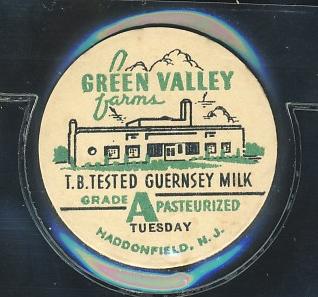 GREEN VALLEY
farms
T.B. TESTED GUERNSEY MILK
GRADE A PASTEURIZED
TUESDAY
HADDONFIELD, N. J.